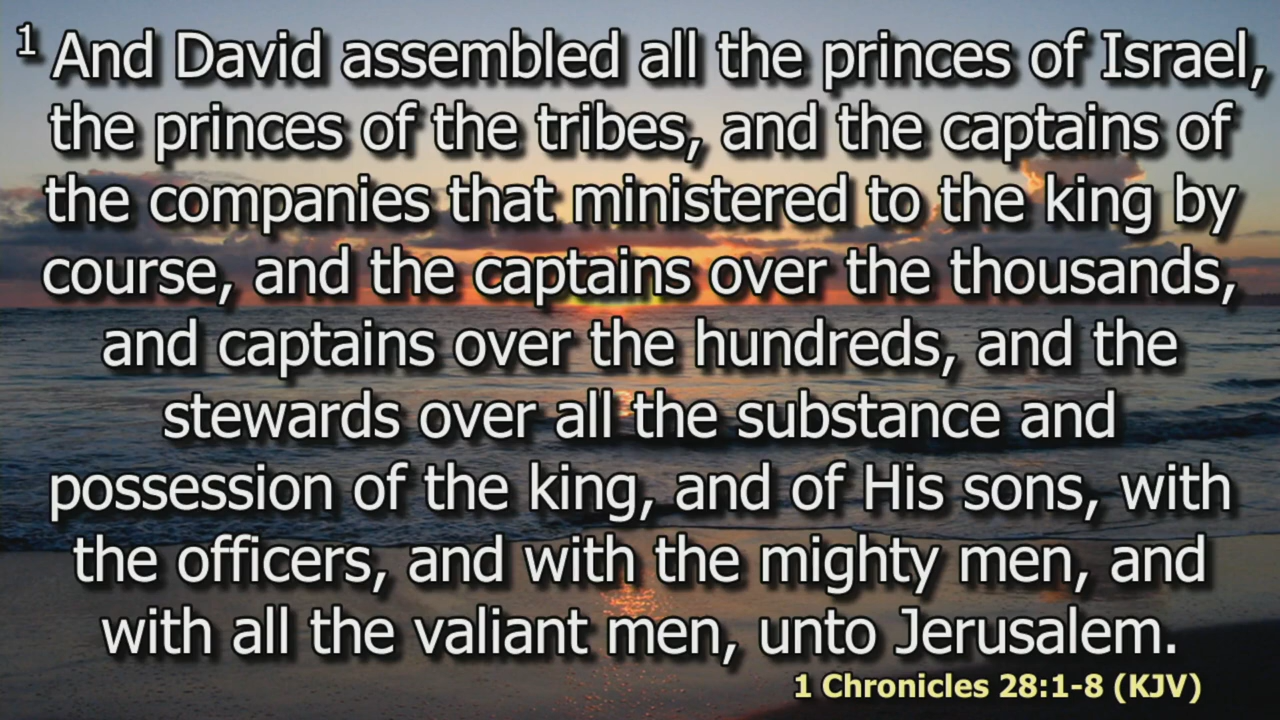 1 And David assembled all the princes of Israel,
the princes of the tribes, and the captains of
the companies that ministered to the king by
course, and the captains over the thousands,
and captains over the hundreds, and the
stewards over all the substance and
possession of the king, and of His sons, with
the officers, and with the mighty men, and
with all the valiant men, unto Jerusalem.
1 Chronicles 28:1-8 (KJV)